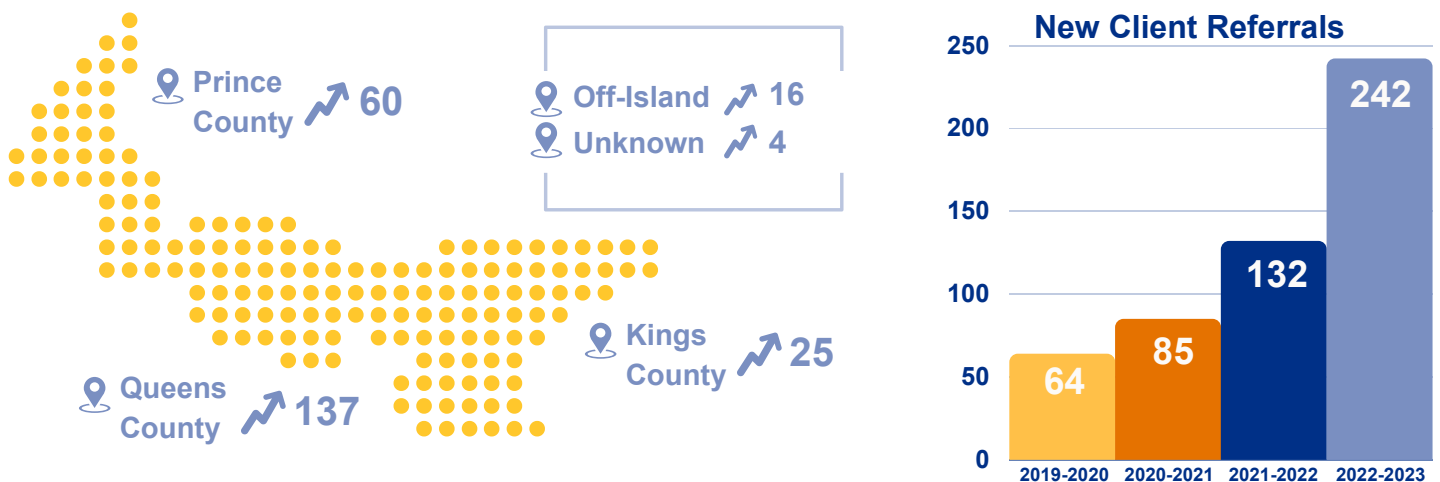 Prince
County
60
Off-Island 16
Unknown 4
Kings
County
25
Queens
County
137
New Client Referrals
250
200
150
100
50
0
64
85
132
242
2019-2020 2020-2021 2021-2022 2022-2023